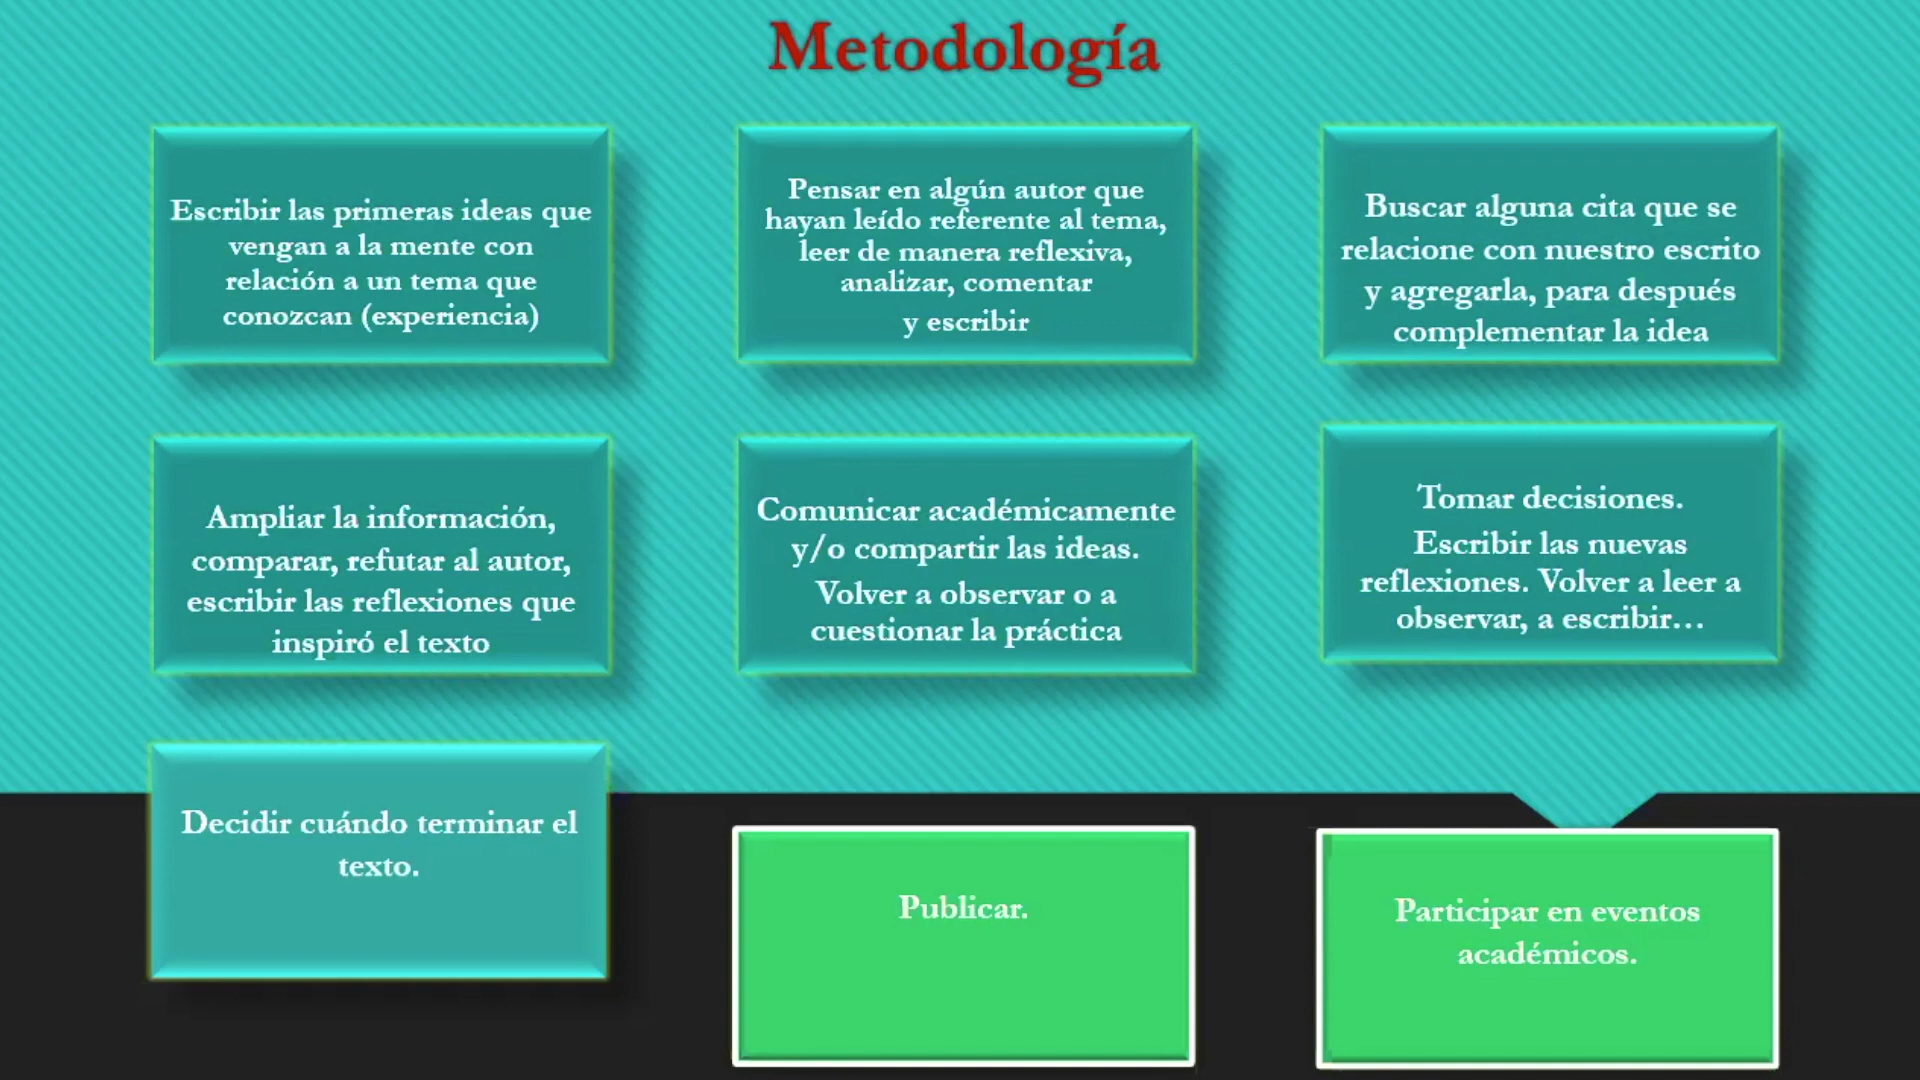 Metodología
Escribir las primeras ideas que
vengan a la mente con
relación a un tema que
conozcan (experiencia)
Pensar en algún autor que
hayan leído referente al tema,
leer de manera reflexiva,
analizar, comentar
y escribir
Buscar alguna cita que se
relacione con nuestro escrito
y agregarla, para después
complementar la idea
Ampliar la información,
comparar, refutar al autor,
escribir las reflexiones que
inspiró el texto
Comunicar académicamente
y/o compartir las ideas.
Volver a observar o a
cuestionar la práctica
Tomar decisiones.
Escribir las nuevas
reflexiones. Volver a leer a
observar, a escribir…
Decidir cuándo terminar el
texto.
Publicar.
Participar en eventos
académicos.